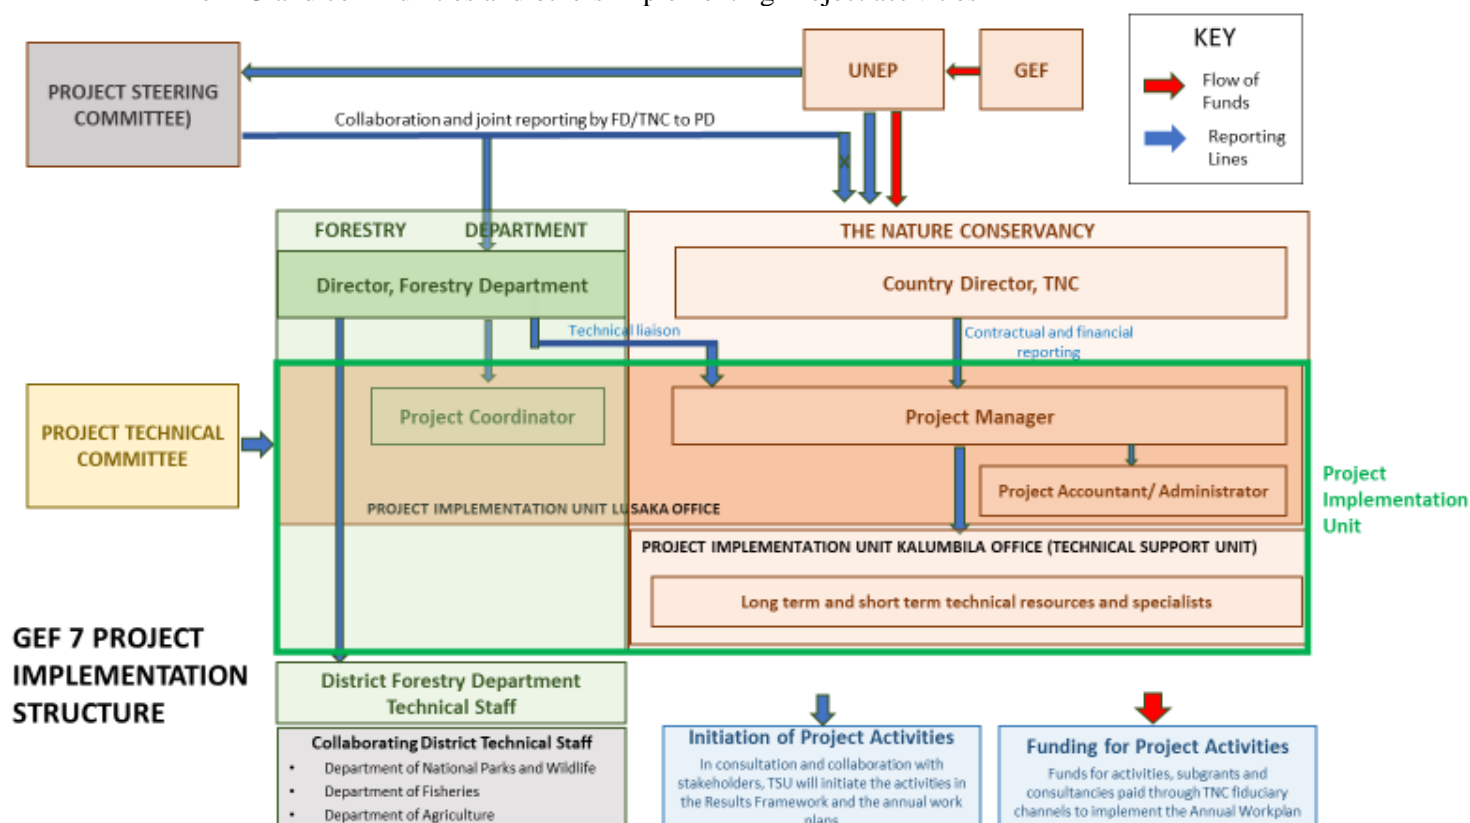 UNEP
GEF
KEY
Flow of
Funds
Reporting
Lines
PROJECT STEERING
COMMITTEE)
Collaboration and joint reporting by FD/TNC to PD
X
FORESTRY DEPARTMENT
THE NATURE CONSERVANCY
Director, Forestry Department
Country Director, TNC
Technical liaison
Contractual and financial
reporting
PROJECT TECHNICAL
COMMITTEE
Project Coordinator
Project Manager
Project Accountant/ Administrator
PROJECT IMPLEMENTATION UNIT LUSAKA OFFICE
Project
Implementation
Unit
PROJECT IMPLEMENTATION UNIT KALUMBILA OFFICE (TECHNICAL SUPPORT UNIT)
Long term and short term technical resources and specialists
GEF 7 PROJECT
IMPLEMENTATION
STRUCTURE
District Forestry Department
Technical Staff
Collaborating District Technical Staff
• Department of National Parks and Wildlife
• Department of Fisheries
• Department of Agriculture
Initiation of Project Activities
In consultation and collaboration with
stakeholders, TSU will initiate the activities in
the Results Framework and the annual work
plans
Funding for Project Activities
Funds for activities, subgrants and
consultancies paid through TNC fiduciary
channels to implement the Annual Workplan